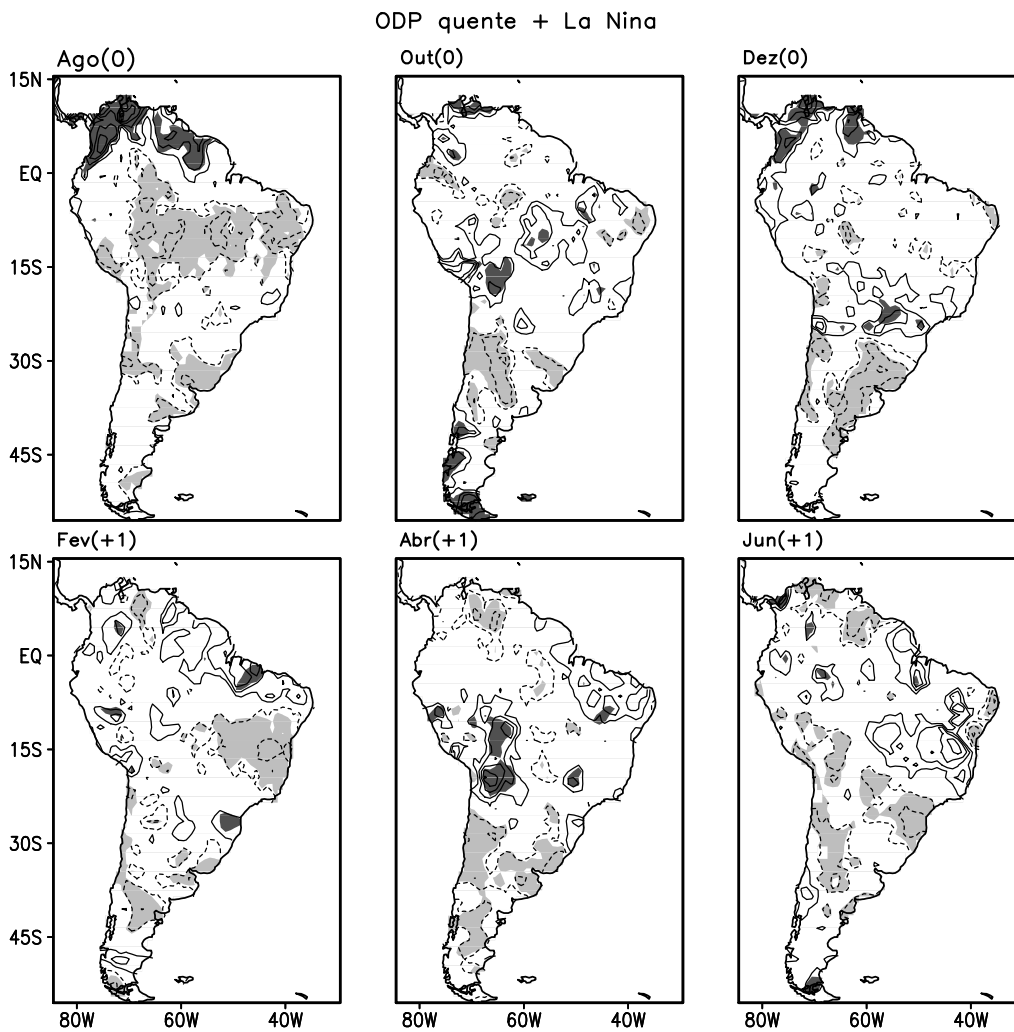 ODP quente + La Nina
Ago(0) Out(0) Dez(0)
15N
EQ
15S
30S
45S
Fev(+1) Abr(+1) Jun(+1)
15N
EQ
15S
30S
45S
80W 60W 40W 80W 60W 40W 80W 60W 40W